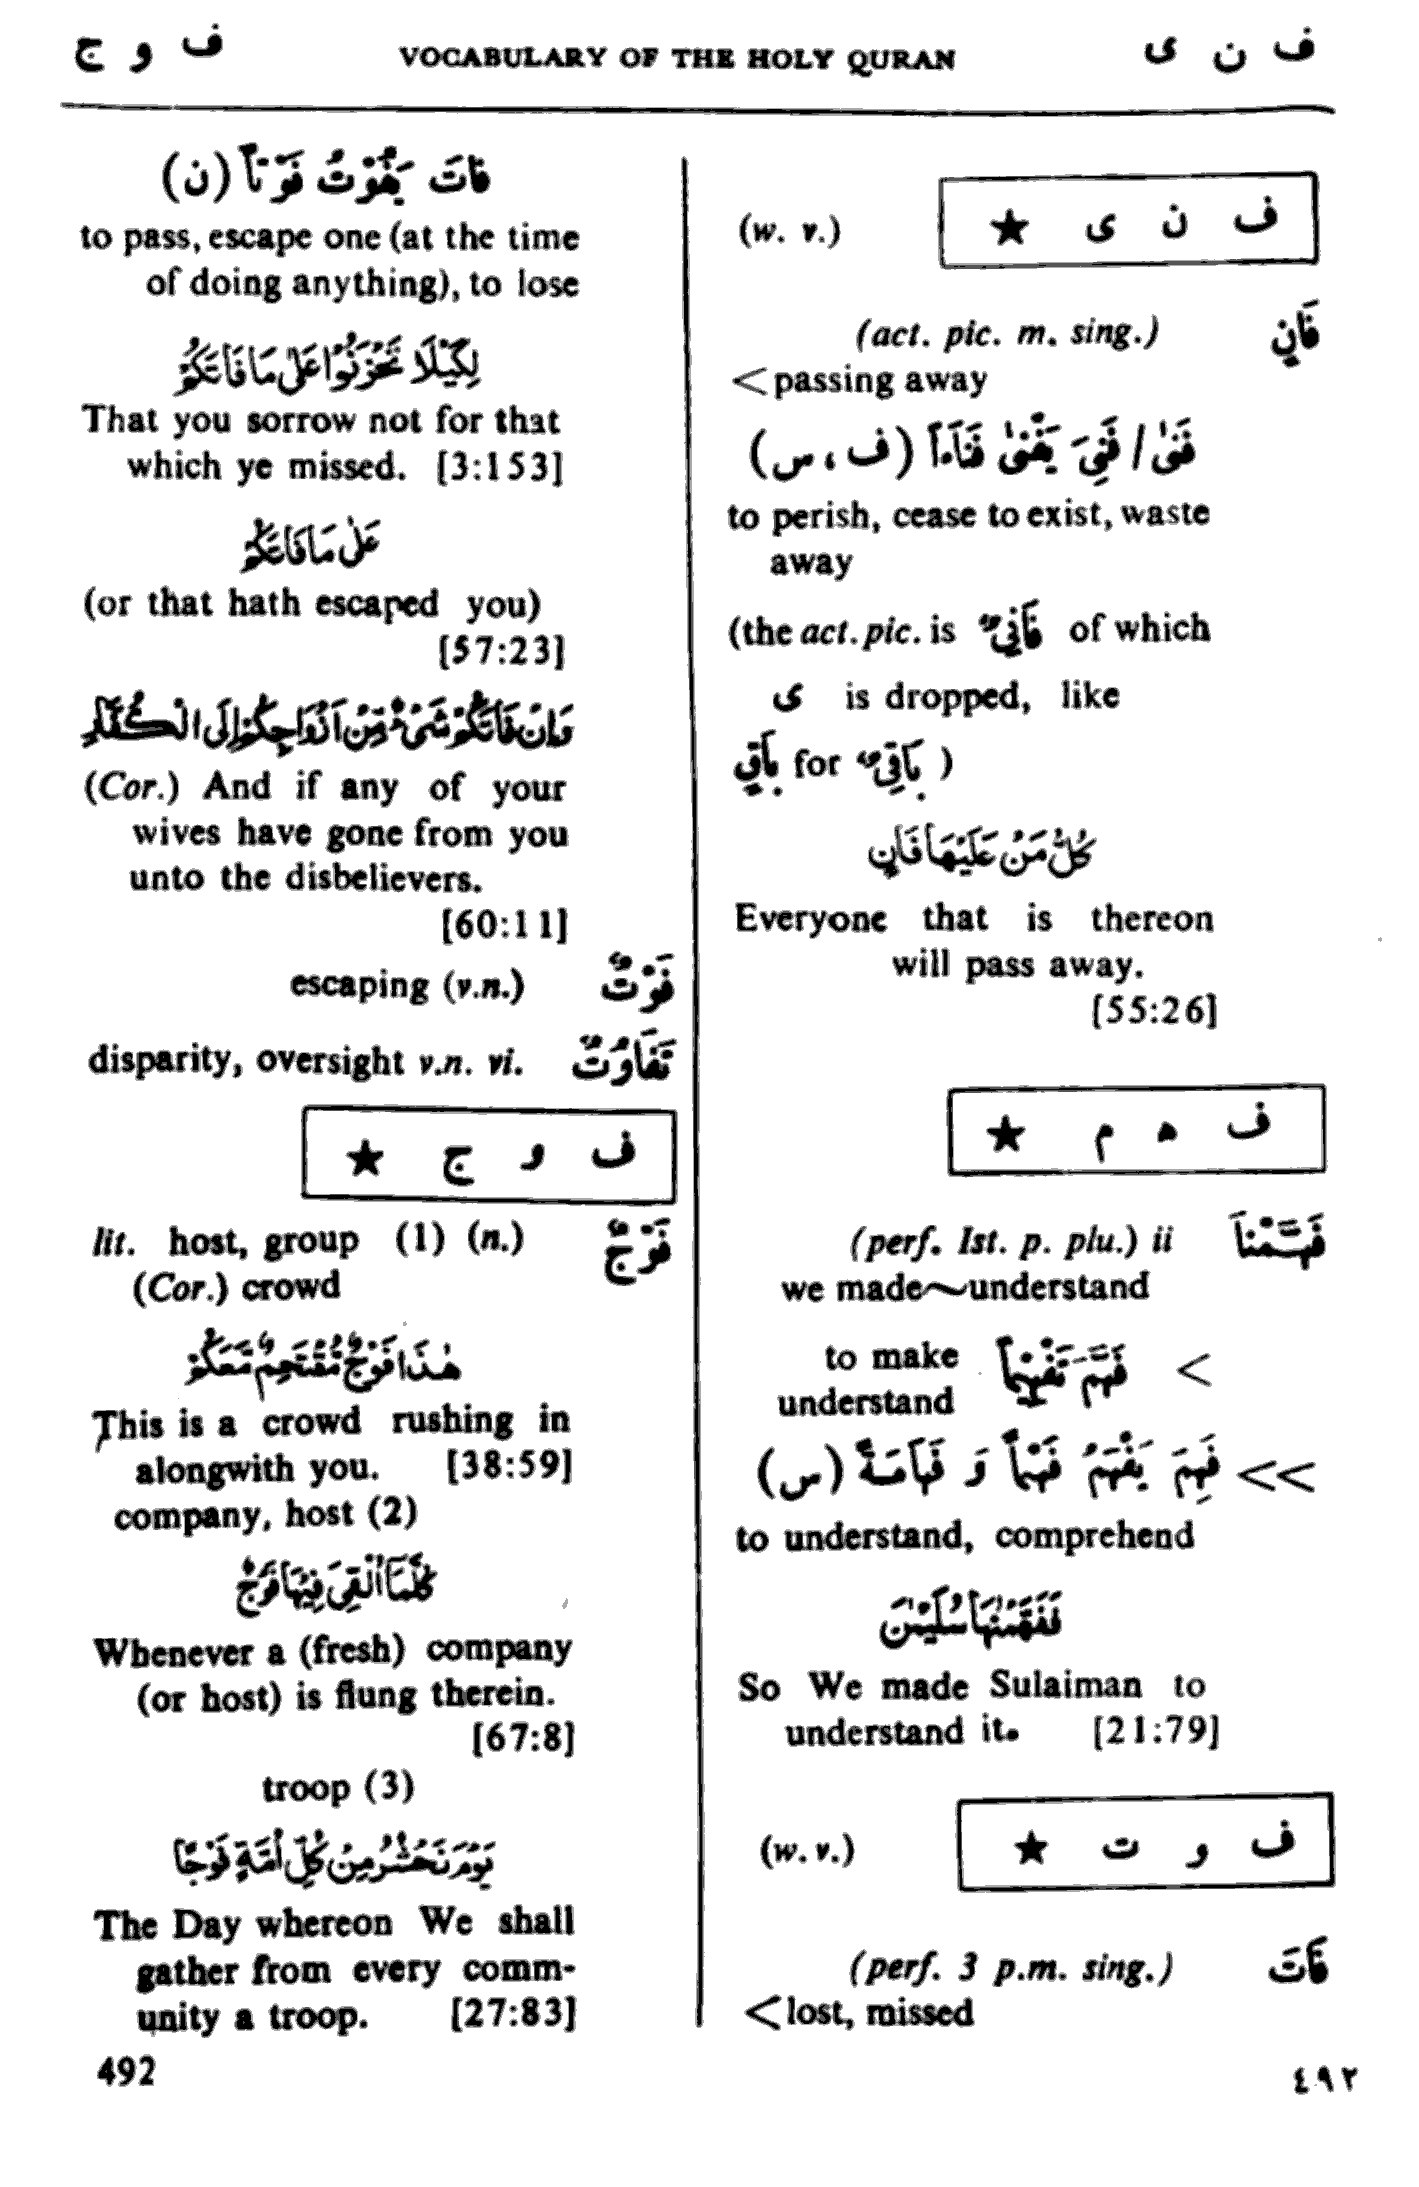 ف ن ى
VOCABULARY OF THE HOLY QURAN
ف و ج
ف ن ى ★ (w. v.)
فَانٍ (act. pic. m. sing.)
< passing away
فَنٰى / فَنِيَ يَفْنٰى فَنَآءً (ف ، س)
to perish, cease to exist, waste
away
(the act. pic. is فَانِيٌ of which
ى is dropped, like
بَاقٍ for بَاقِيٌ )
كُلُّ مَنْ عَلَيْهَا فَانٍ
Everyone that is thereon
will pass away.
[55:26]
ف ه م ★
فَهَّمْنَا (perf. Ist. p. plu.) ii
we made~understand
< فَهَّمَ تَفْهِيْمًا to make
understand
<< فَهِمَ يَفْهَمُ فَهْمًا وَ فَهَامَةً (س)
to understand, comprehend
فَفَهَّمْنٰهَا سُلَيْمٰنَ
So We made Sulaiman to
understand it. [21:79]
ف و ت ★ (w. v.)
فَاتَ (perf. 3 p.m. sing.)
< lost, missed
فَاتَ يَفُوْتُ فَوْتًا (ن)
to pass, escape one (at the time
of doing anything), to lose
لِكَيْلَا تَحْزَنُوْا عَلٰى مَا فَاتَكُمْ
That you sorrow not for that
which ye missed. [3:153]
عَلٰى مَا فَاتَكُمْ
(or that hath escaped you)
[57:23]
وَاِنْ فَاتَكُمْ شَىْءٌ مِّنْ اَزْوَاجِكُمْ اِلَى الْكُفَّارِ
(Cor.) And if any of your
wives have gone from you
unto the disbelievers.
[60:11]
فَوْتٌ escaping (v.n.)
تَفَاوُتٌ disparity, oversight v.n. vi.
ف و ج ★
فَوْجٌ lit. host, group (1) (n.)
(Cor.) crowd
هٰذَا فَوْجٌ مُّقْتَحِمٌ مَّعَكُمْ
This is a crowd rushing in
alongwith you. [38:59]
company, host (2)
كُلَّمَآ اُلْقِىَ فِيْهَا فَوْجٌ
Whenever a (fresh) company
(or host) is flung therein.
[67:8]
troop (3)
يَوْمَ نَحْشُرُ مِنْ كُلِّ اُمَّةٍ فَوْجًا
The Day whereon We shall
gather from every comm-
unity a troop. [27:83]
492
٤٩٢